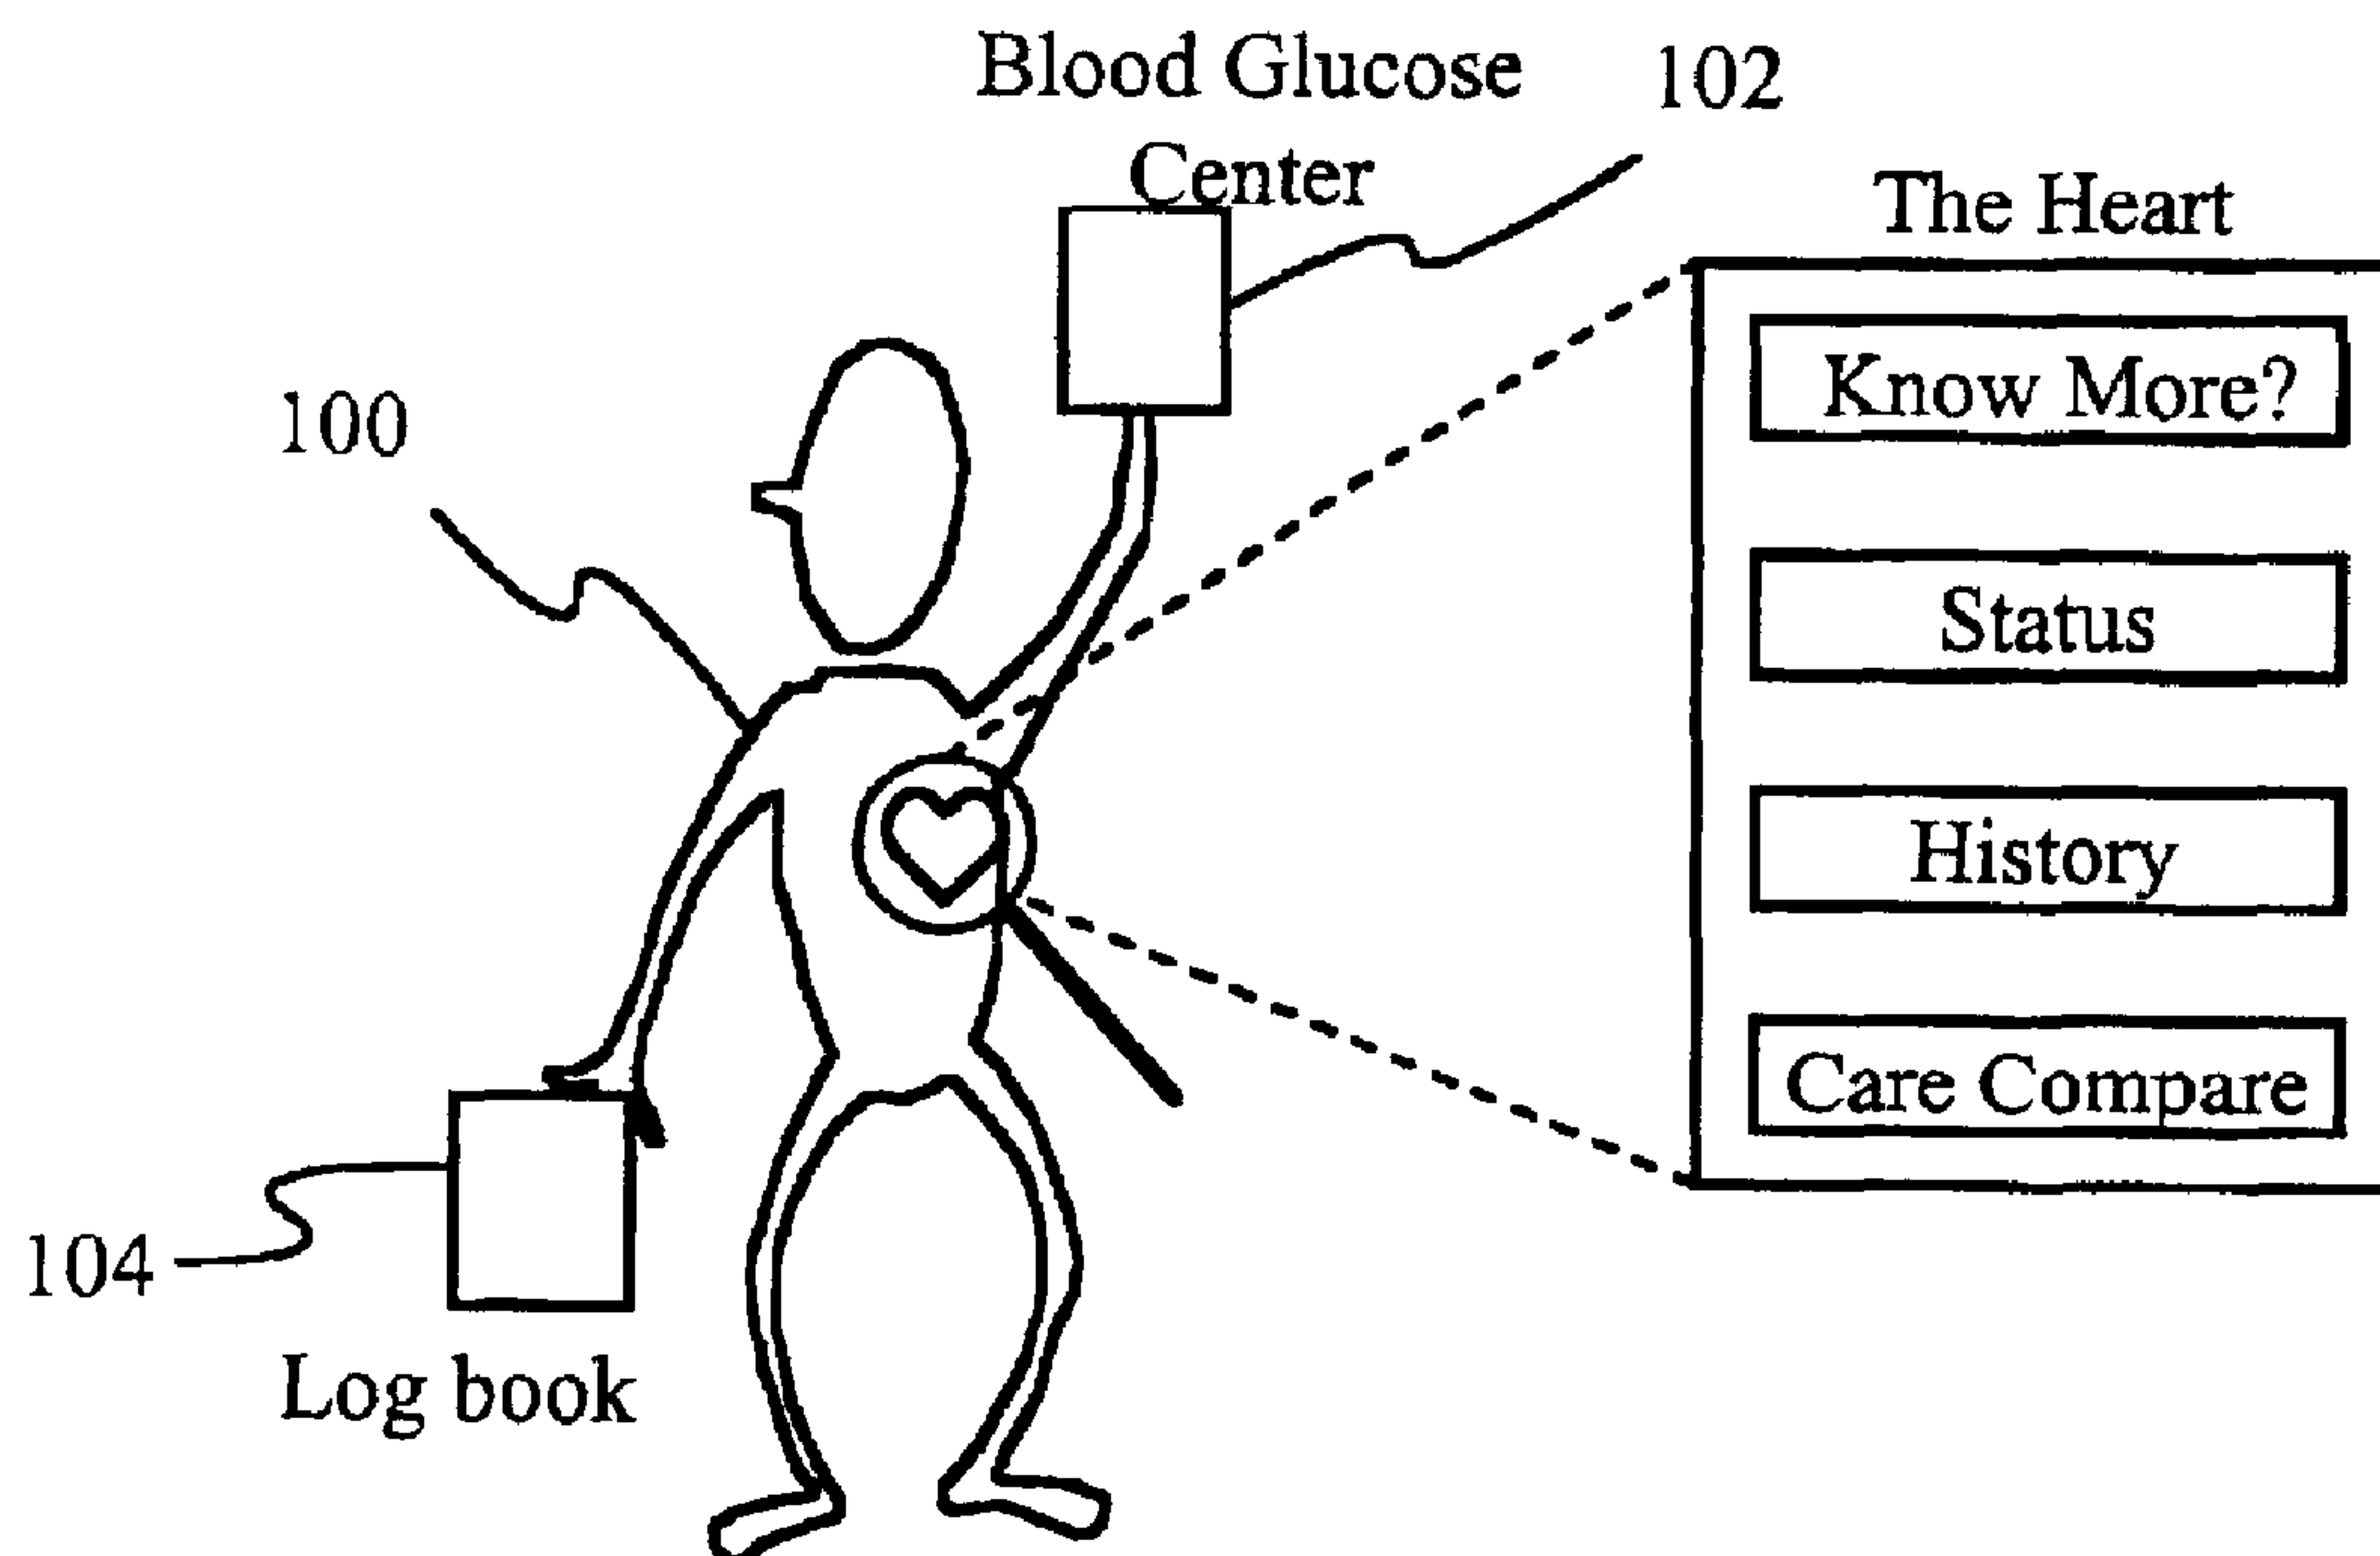 Blood Glucose
Center
102
The Heart
Know More?
100
Status
History
Care Compare
104
Log book